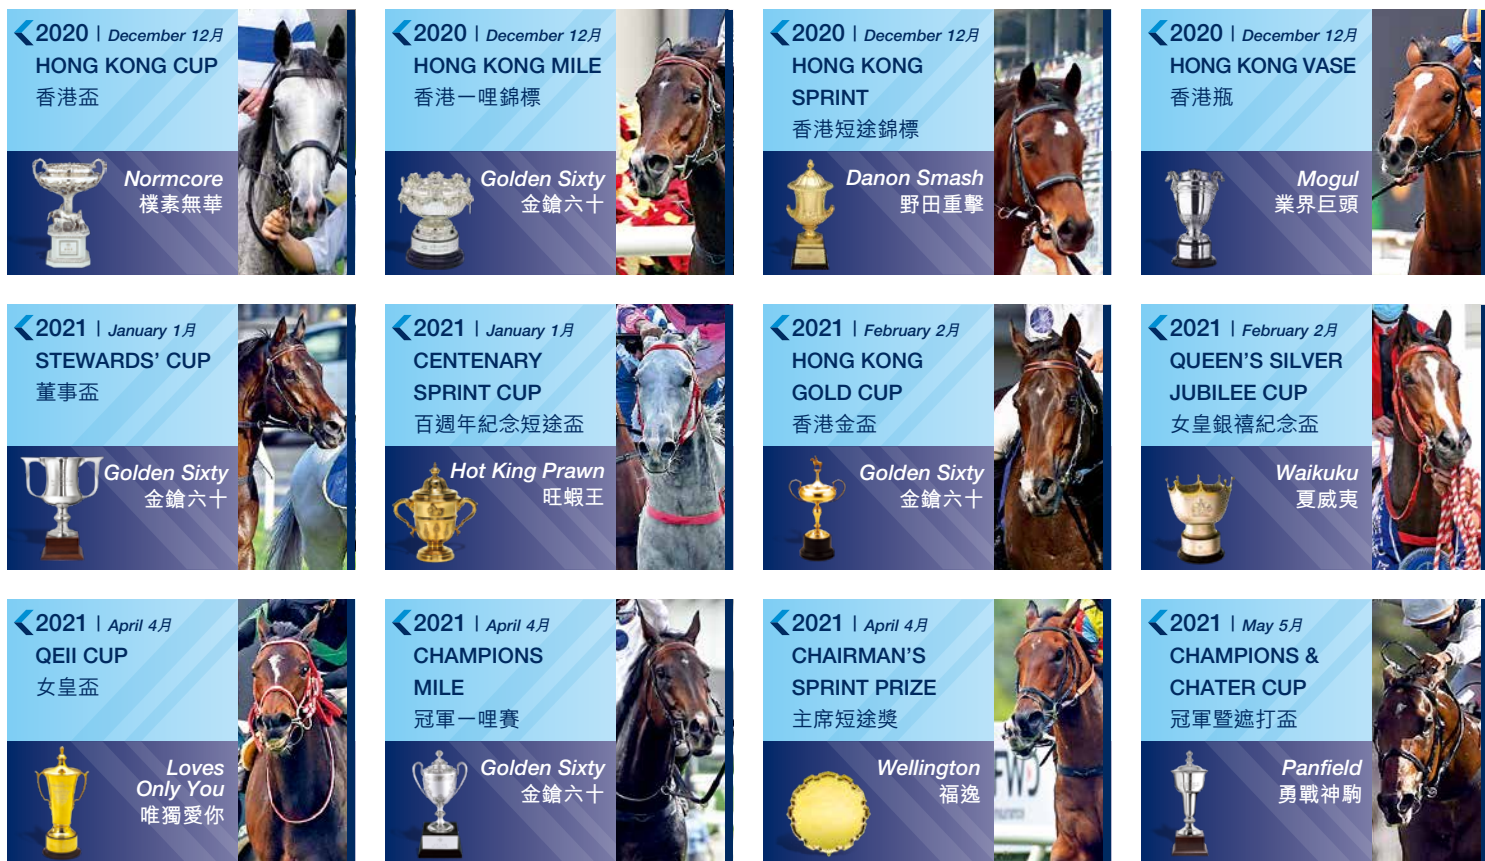 2020 | December 12月
HONG KONG CUP
香港盃
Normcore
樸素無華
2020 | December 12月
HONG KONG MILE
香港一哩錦標
Golden Sixty
金鎗六十
2020 | December 12月
HONG KONG
SPRINT
香港短途錦標
Danon Smash
野田重擊
2020 | December 12月
HONG KONG VASE
香港瓶
Mogul
業界巨頭
2021 | January 1月
STEWARDS’ CUP
董事盃
Golden Sixty
金鎗六十
2021 | January 1月
CENTENARY
SPRINT CUP
百週年紀念短途盃
Hot King Prawn
旺蝦王
2021 | February 2月
HONG KONG
GOLD CUP
香港金盃
Golden Sixty
金鎗六十
2021 | February 2月
QUEEN’S SILVER
JUBILEE CUP
女皇銀禧紀念盃
Waikuku
夏威夷
2021 | April 4月
QEII CUP
女皇盃
Loves
Only You
唯獨愛你
2021 | April 4月
CHAMPIONS
MILE
冠軍一哩賽
Golden Sixty
金鎗六十
2021 | April 4月
CHAIRMAN’S
SPRINT PRIZE
主席短途獎
Wellington
福逸
2021 | May 5月
CHAMPIONS &
CHATER CUP
冠軍暨遮打盃
Panfield
勇戰神駒